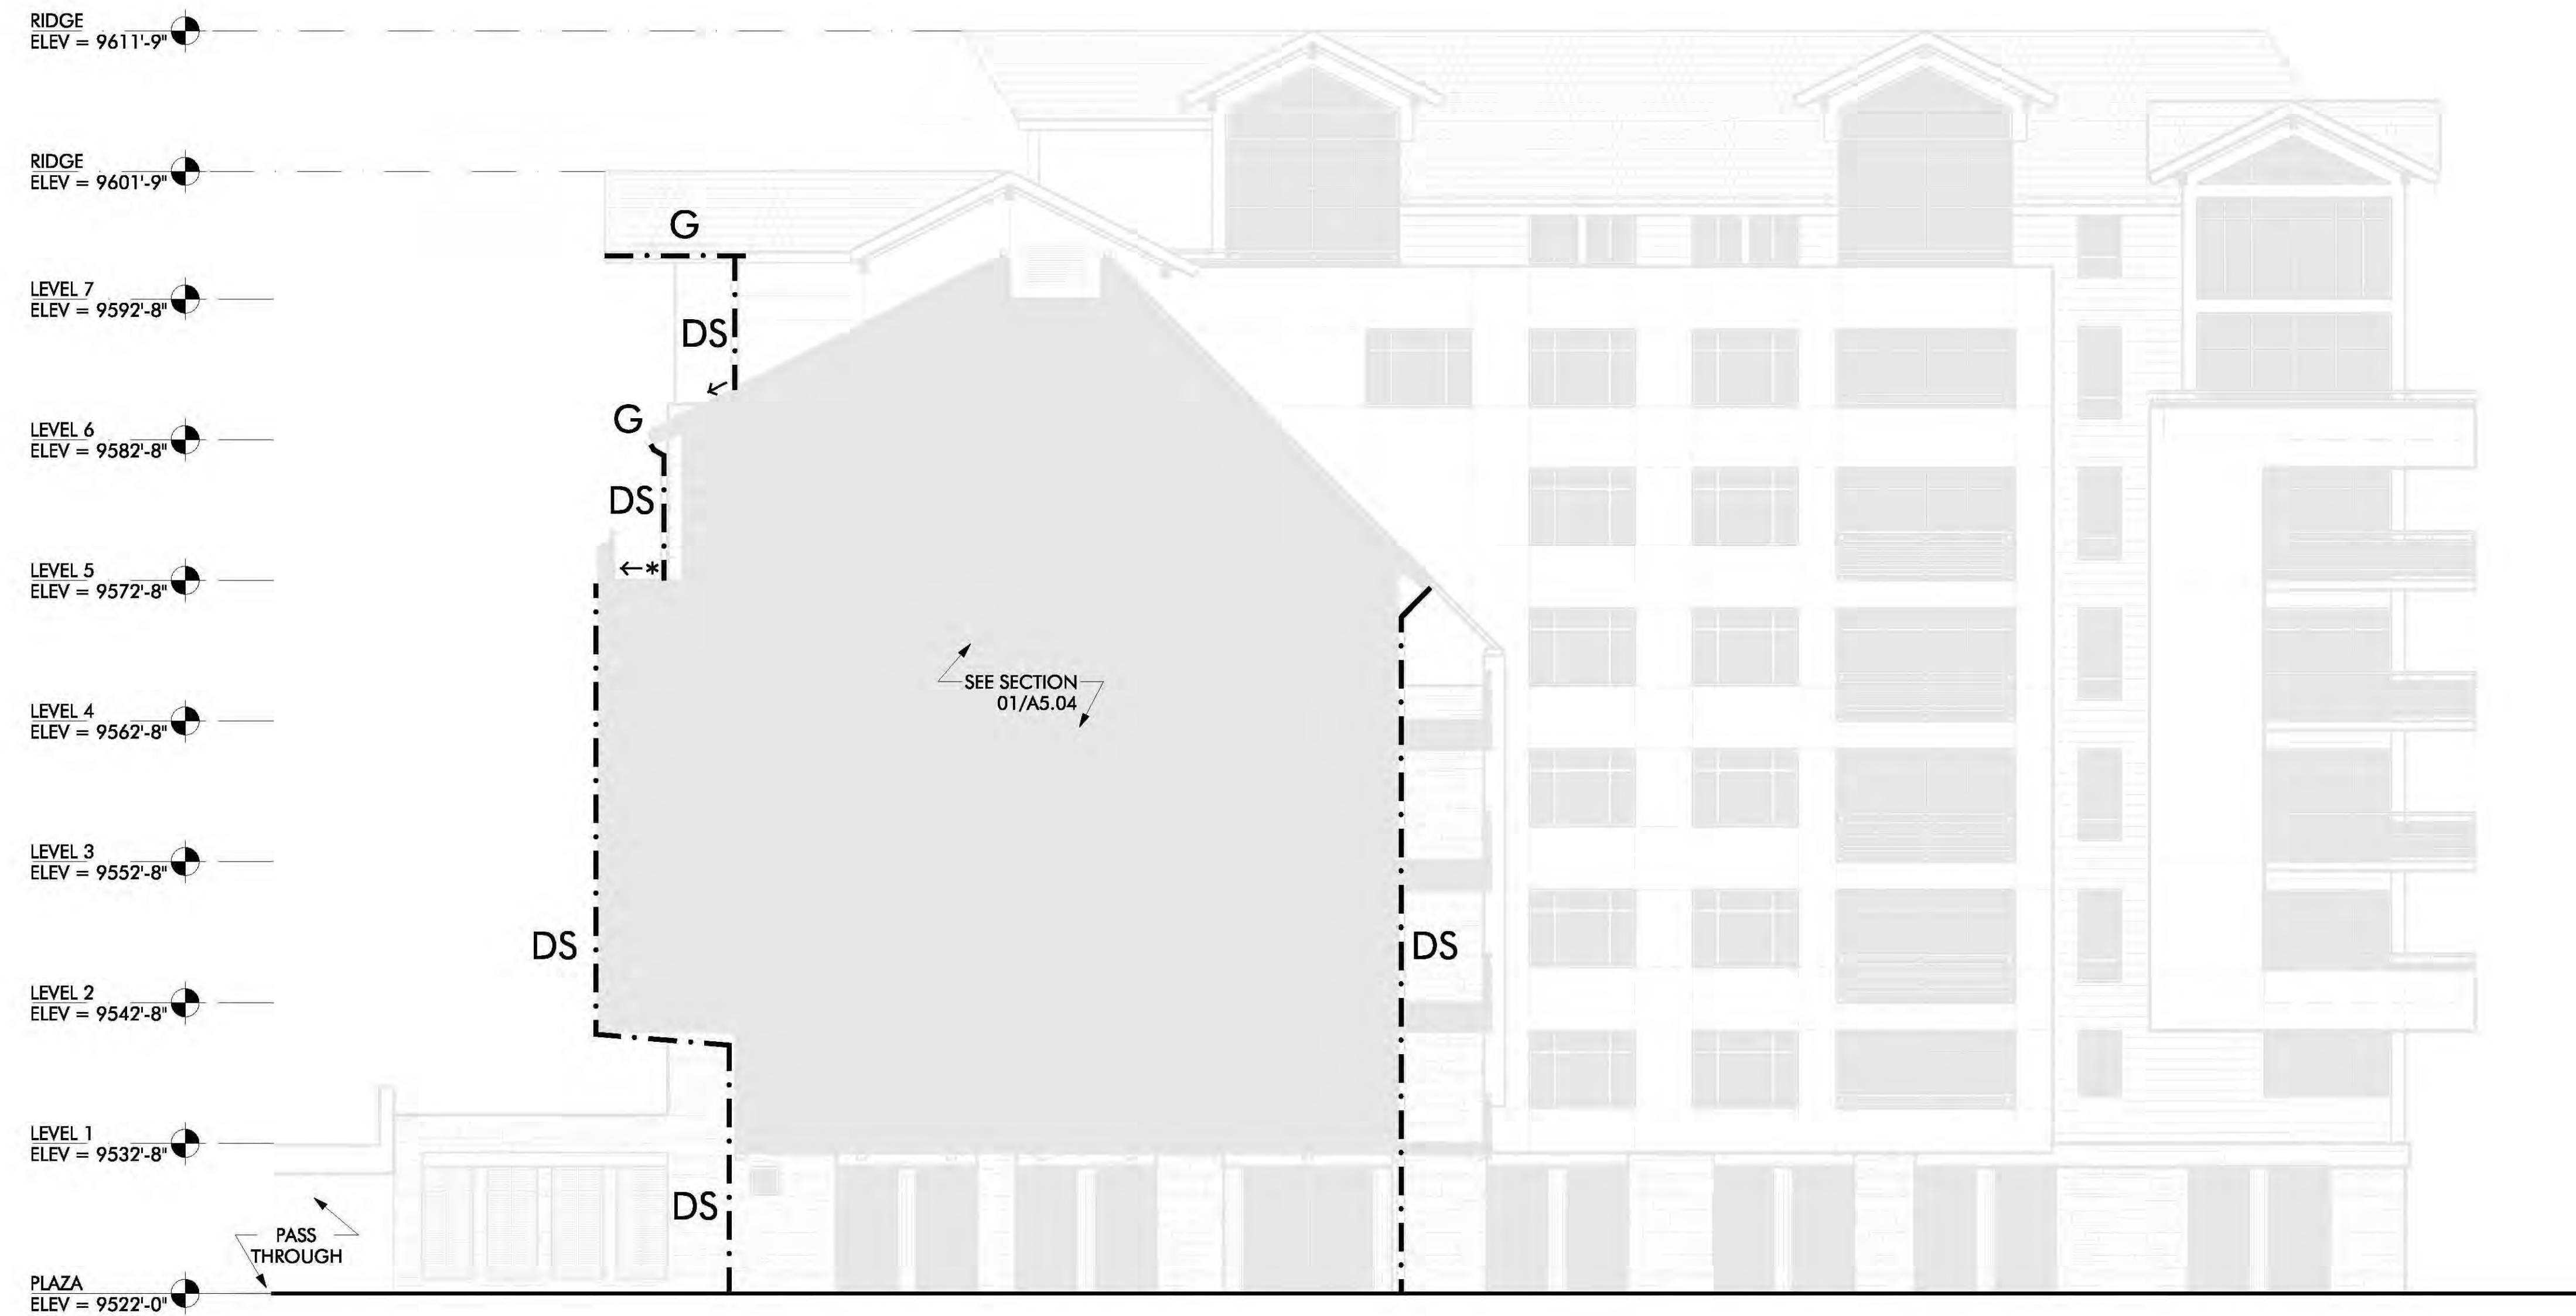 RIDGE
ELEV = 9611'-9"
RIDGE
ELEV = 9601'-9"
G
LEVEL 7
ELEV = 9592'-8"
DS
G
LEVEL 6
ELEV = 9582'-8"
DS
LEVEL 5
ELEV = 9572'-8"
*
SEE SECTION
01/A5.04
LEVEL 4
ELEV = 9562'-8"
LEVEL 3
ELEV = 9552'-8"
DS
DS
LEVEL 2
ELEV = 9542'-8"
LEVEL 1
ELEV = 9532'-8"
DS
PASS
THROUGH
PLAZA
ELEV = 9522'-0"